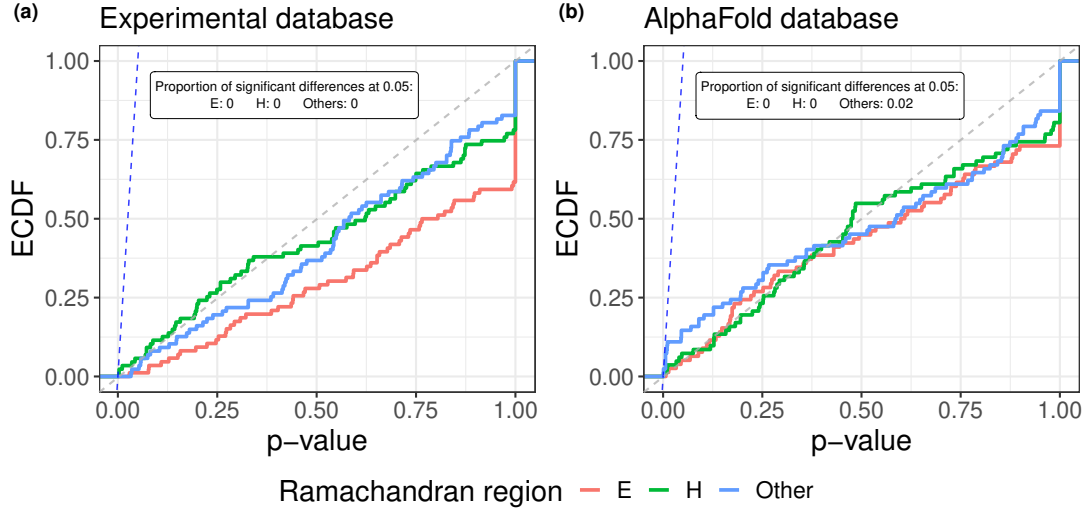 (a) Experimental database
Proportion of significant differences at 0.05:
E: 0 H: 0 Others: 0
1.00
0.75
0.50
0.25
0.00
ECDF
0.00 0.25 0.50 0.75 1.00
p−value
(b) AlphaFold database
Proportion of significant differences at 0.05:
E: 0 H: 0 Others: 0.02
1.00
0.75
0.50
0.25
0.00
ECDF
0.00 0.25 0.50 0.75 1.00
p−value
Ramachandran region E H Other